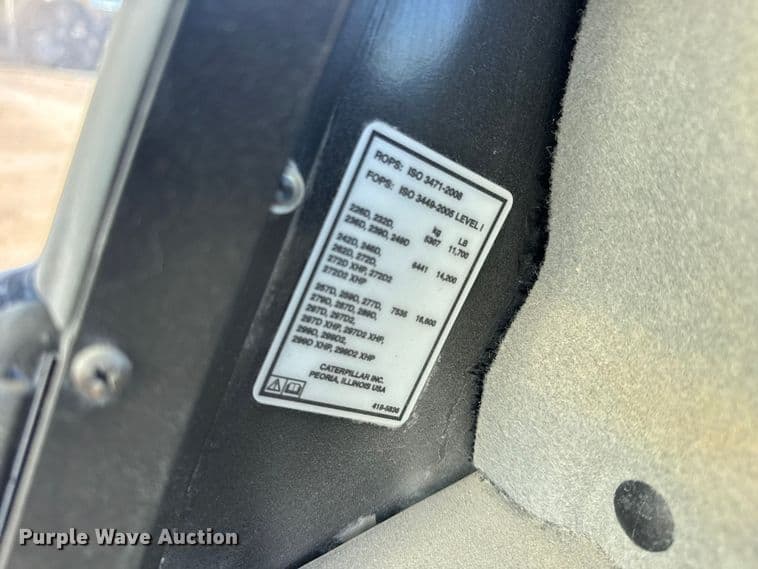 ROPS: ISO 3471-2008
FOPS: ISO 3449-2005 LEVEL I
kg LB
226D, 232D,
236D, 239D, 249D 5307 11,700
242D, 246D,
262D, 272D, 6441 14,200
272D XHP, 272D2
272D2 XHP
257D, 259D, 277D, 7536 16,600
279D, 287D, 289D,
297D, 297D2,
297D XHP, 297D2 XHP,
299D, 299D2,
299D XHP, 299D2 XHP
CATERPILLAR INC.
PEORIA, ILLINOIS USA
418-5836
Purple Wave Auction